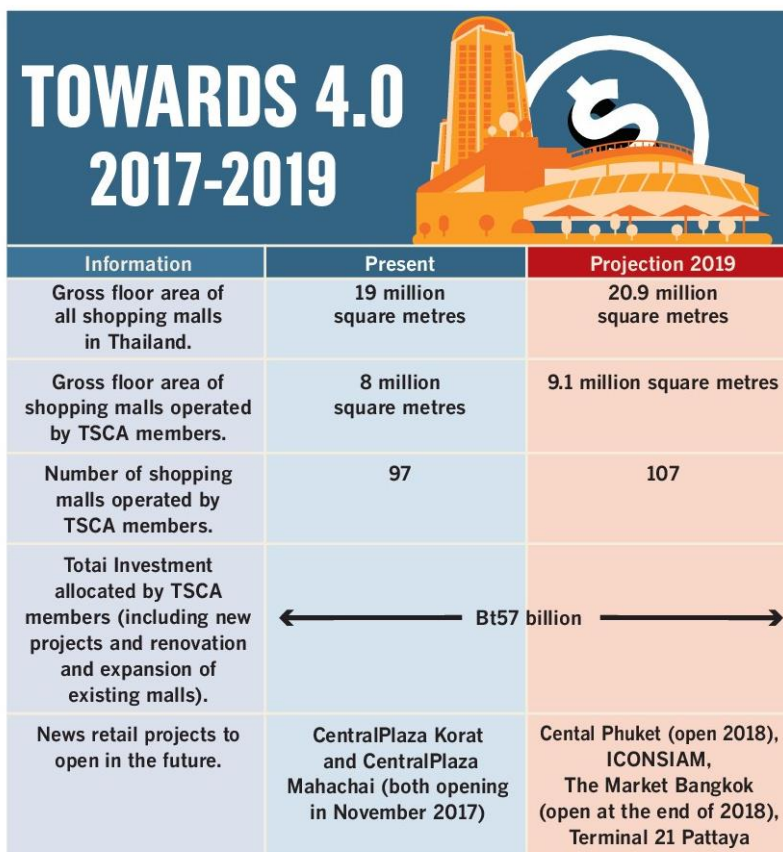 TOWARDS 4.0
2017-2019
Information
Present
Projection 2019
Gross floor area of
all shopping malls
in Thailand.
19 million
square metres
20.9 million
square metres
Gross floor area of
shopping malls operated
by TSCA members.
8 million
square metres
9.1 million square metres
Number of shopping
malls operated by
TSCA members.
97
107
Totai Investment
allocated by TSCA
members (including new
projects and renovation
and expansion of
existing malls).
Bt57 billion
News retail projects to
open in the future.
CentralPlaza Korat
and CentralPlaza
Mahachai (both opening
in November 2017)
Cental Phuket (open 2018),
ICONSIAM,
The Market Bangkok
(open at the end of 2018),
Terminal 21 Pattaya